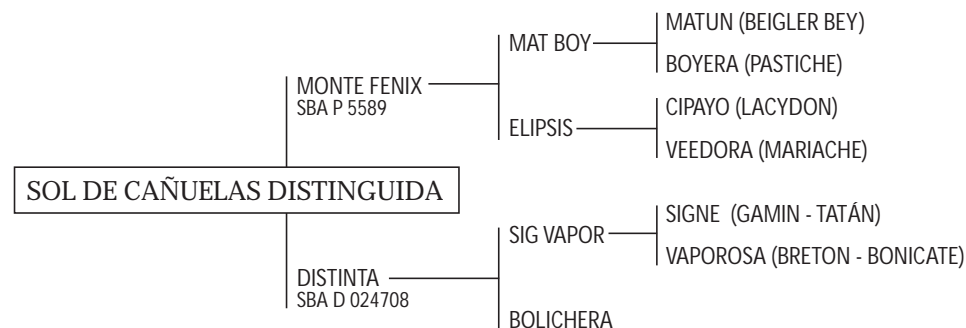 MATUN (BEIGLER BEY)
MAT BOY
BOYERA (PASTICHE)
MONTE FENIX
SBA P 5589
CIPAYO (LACYDON)
ELIPSIS
VEEDORA (MARIACHE)
SOL DE CAÑUELAS DISTINGUIDA
SIGNE (GAMIN - TATÁN)
SIG VAPOR
VAPOROSA (BRETON - BONICATE)
DISTINTA
SBA D 024708
BOLICHERA